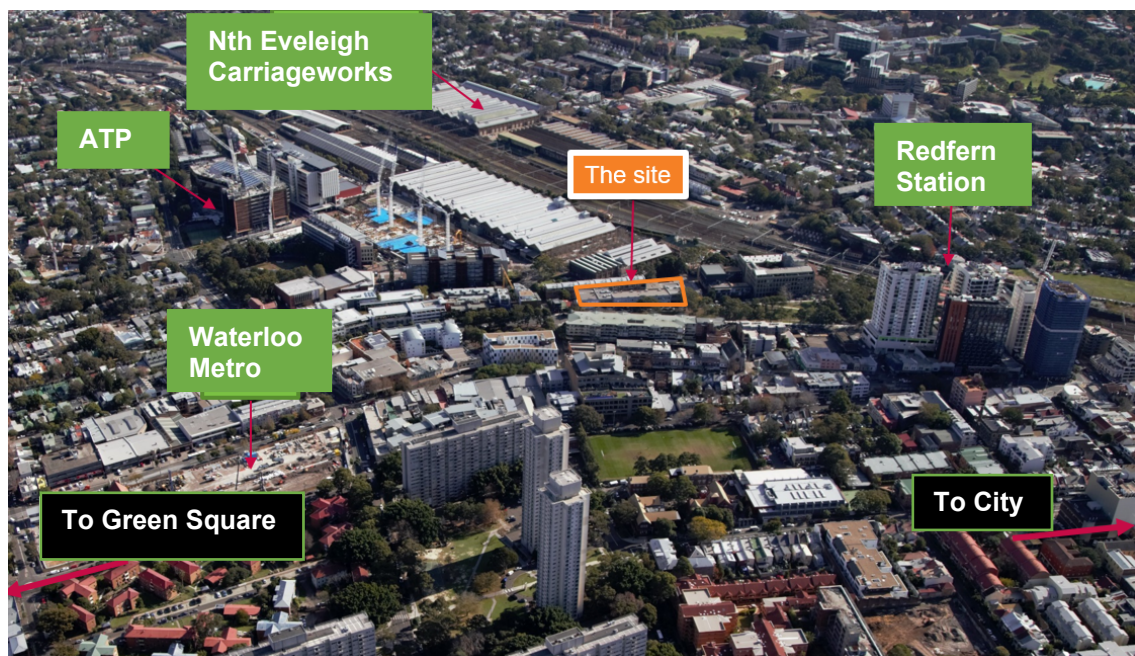 Nth Eveleigh
Carriageworks
ATP
The site
Redfern
Station
Waterloo
Metro
To Green Square
To City